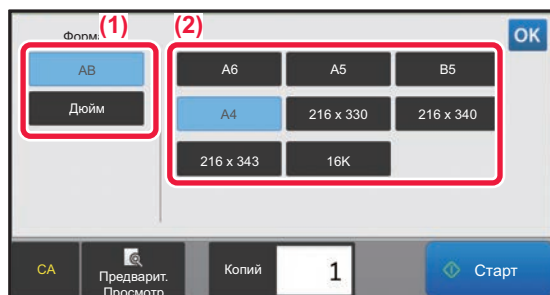 Форма
(1)
(2)
OK
AB
Дюйм
A6
A5
B5
A4
216 x 330
216 x 340
216 x 343
16K
CA
Предварит.
Просмотр
Копий
1
Старт